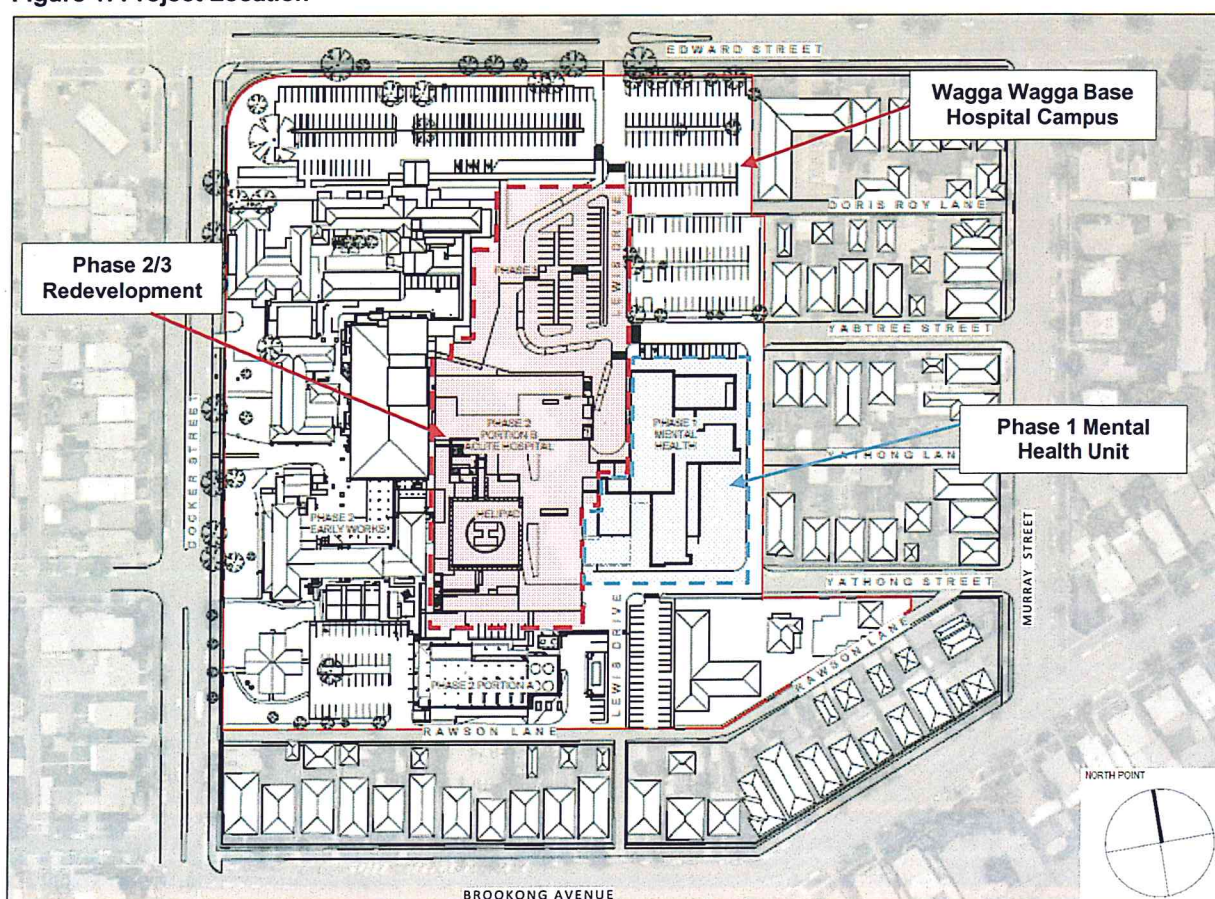 Figure 1: Project Location
EDWARD STREET
Wagga Wagga Base
Hospital Campus
DORIS ROY LANE
LEWIS DRIVE
Phase 2/3
Redevelopment
PHASE 3
YABTREE STREET
PHASE 2
PORTION B
ACUTE HOSPITAL
PHASE 1
MENTAL
HEALTH
Phase 1 Mental
Health Unit
YATHONG LANE
DOCKER STREET
HELIPAD
H
PHASE 2
EARLY WORKS
YATHONG STREET
MURRAY STREET
LEWIS DRIVE
RAWSON LANE
PHASE 2 PORTION A
RAWSON LANE
NORTH POINT
BROOKONG AVENUE